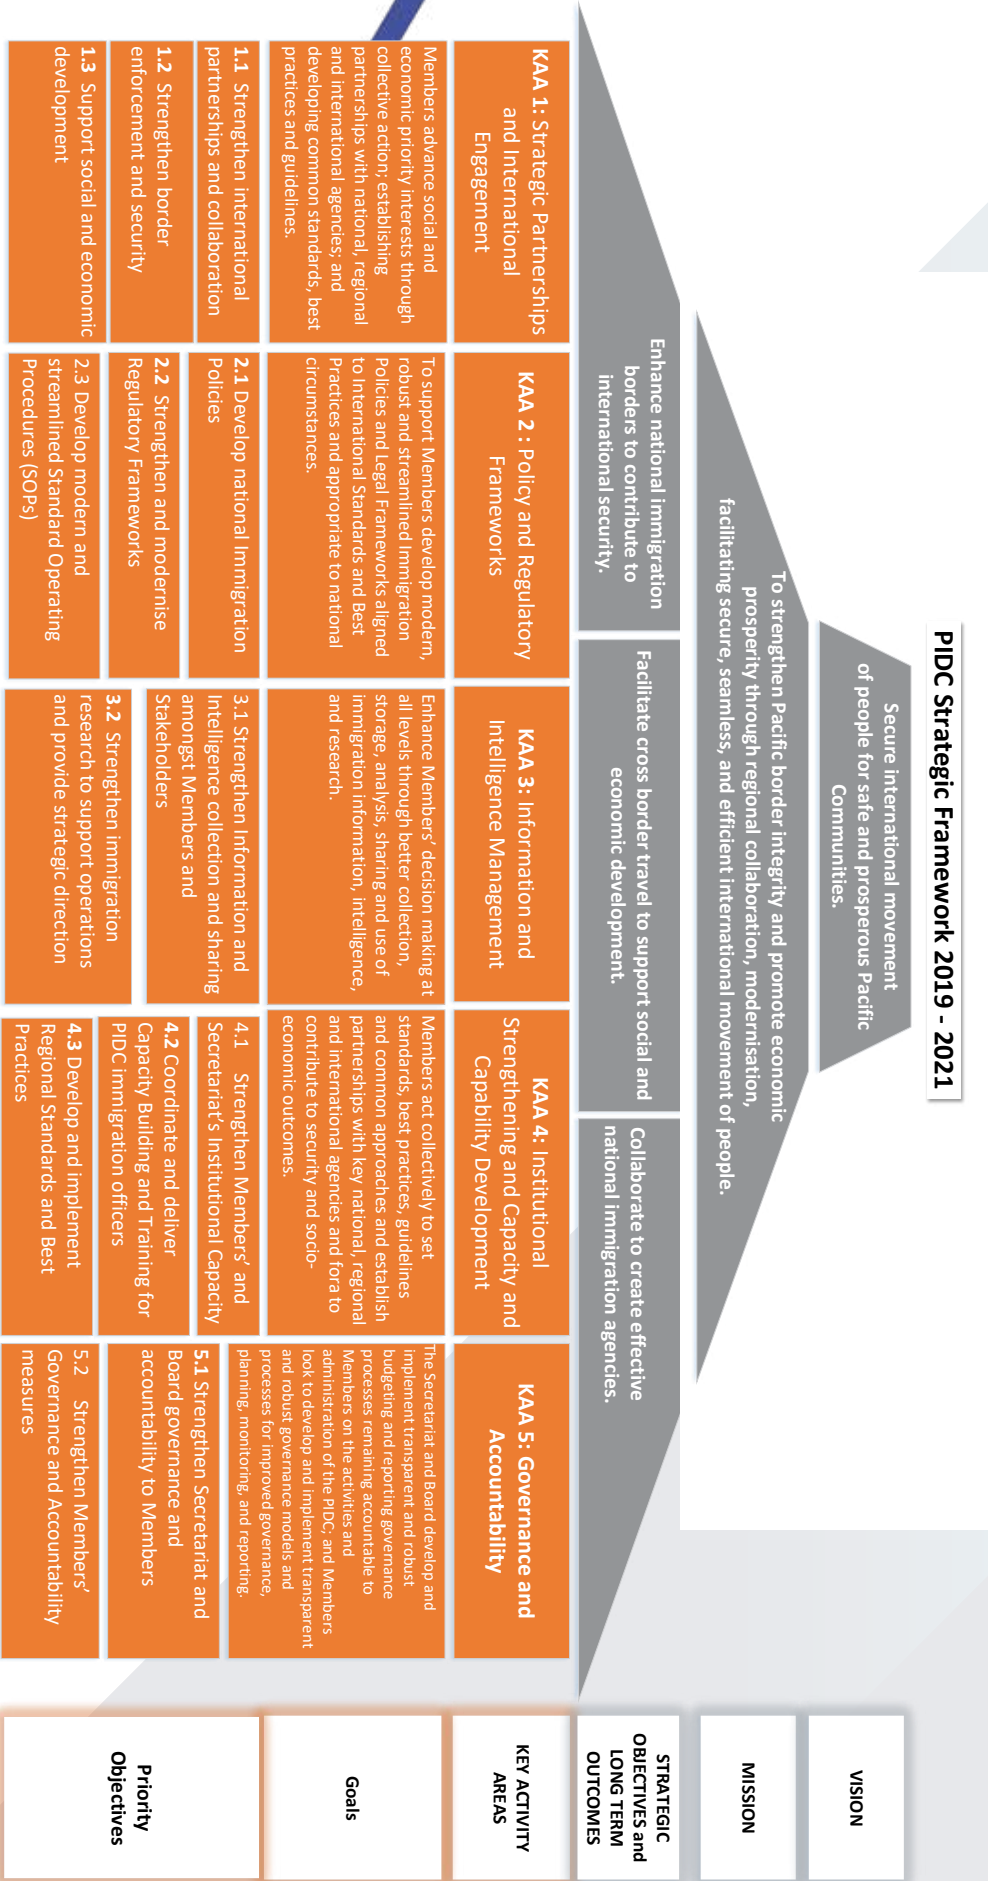 PIDC Strategic Framework 2019 - 2021
Secure international movement
of people for safe and prosperous Pacific
Communities.
VISION
To strengthen Pacific border integrity and promote economic
prosperity through regional collaboration, modernisation,
facilitating secure, seamless, and efficient international movement of people.
MISSION
Enhance national immigration
borders to contribute to
international security.
Facilitate cross border travel to support social and
economic development.
Collaborate to create effective
national immigration agencies.
STRATEGIC
OBJECTIVES and
LONG TERM
OUTCOMES
KAA 1: Strategic Partnerships
and International
Engagement
KAA 2 : Policy and Regulatory
Frameworks
KAA 3: Information and
Intelligence Management
KAA 4: Institutional
Strengthening and Capacity and
Capability Development
KAA 5: Governance and
Accountability
KEY ACTIVITY
AREAS
Members advance social and
economic priority interests through
collective action; establishing
partnerships with national, regional
and international agencies; and
developing common standards, best
practices and guidelines.
To support Members develop modern,
robust and streamlined Immigration
Policies and Legal Frameworks aligned
to International Standards and Best
Practices and appropriate to national
circumstances.
Enhance Members’ decision making at
all levels through better collection,
storage, analysis, sharing and use of
immigration information, intelligence,
and research.
Members act collectively to set
standards, best practices, guidelines
and common approaches and establish
partnerships with key national, regional
and international agencies and fora to
contribute to security and socio-
economic outcomes.
The Secretariat and Board develop and
implement transparent and robust
budgeting and reporting governance
processes remaining accountable to
Members on the activities and
administration of the PIDC; and Members
look to develop and implement transparent
and robust governance models and
processes for improved governance,
planning, monitoring, and reporting.
Goals
1.1 Strengthen international
partnerships and collaboration
1.2 Strengthen border
enforcement and security
1.3 Support social and economic
development
2.1 Develop national Immigration
Policies
2.2 Strengthen and modernise
Regulatory Frameworks
2.3 Develop modern and
streamlined Standard Operating
Procedures (SOPs)
3.1 Strengthen Information and
Intelligence collection and sharing
amongst Members and
Stakeholders
3.2 Strengthen immigration
research to support operations
and provide strategic direction
4.1 Strengthen Members’ and
Secretariat’s Institutional Capacity
4.2 Coordinate and deliver
Capacity Building and Training for
PIDC immigration officers
4.3 Develop and implement
Regional Standards and Best
Practices
5.1 Strengthen Secretariat and
Board governance and
accountability to Members
5.2 Strengthen Members’
Governance and Accountability
measures
Priority
Objectives